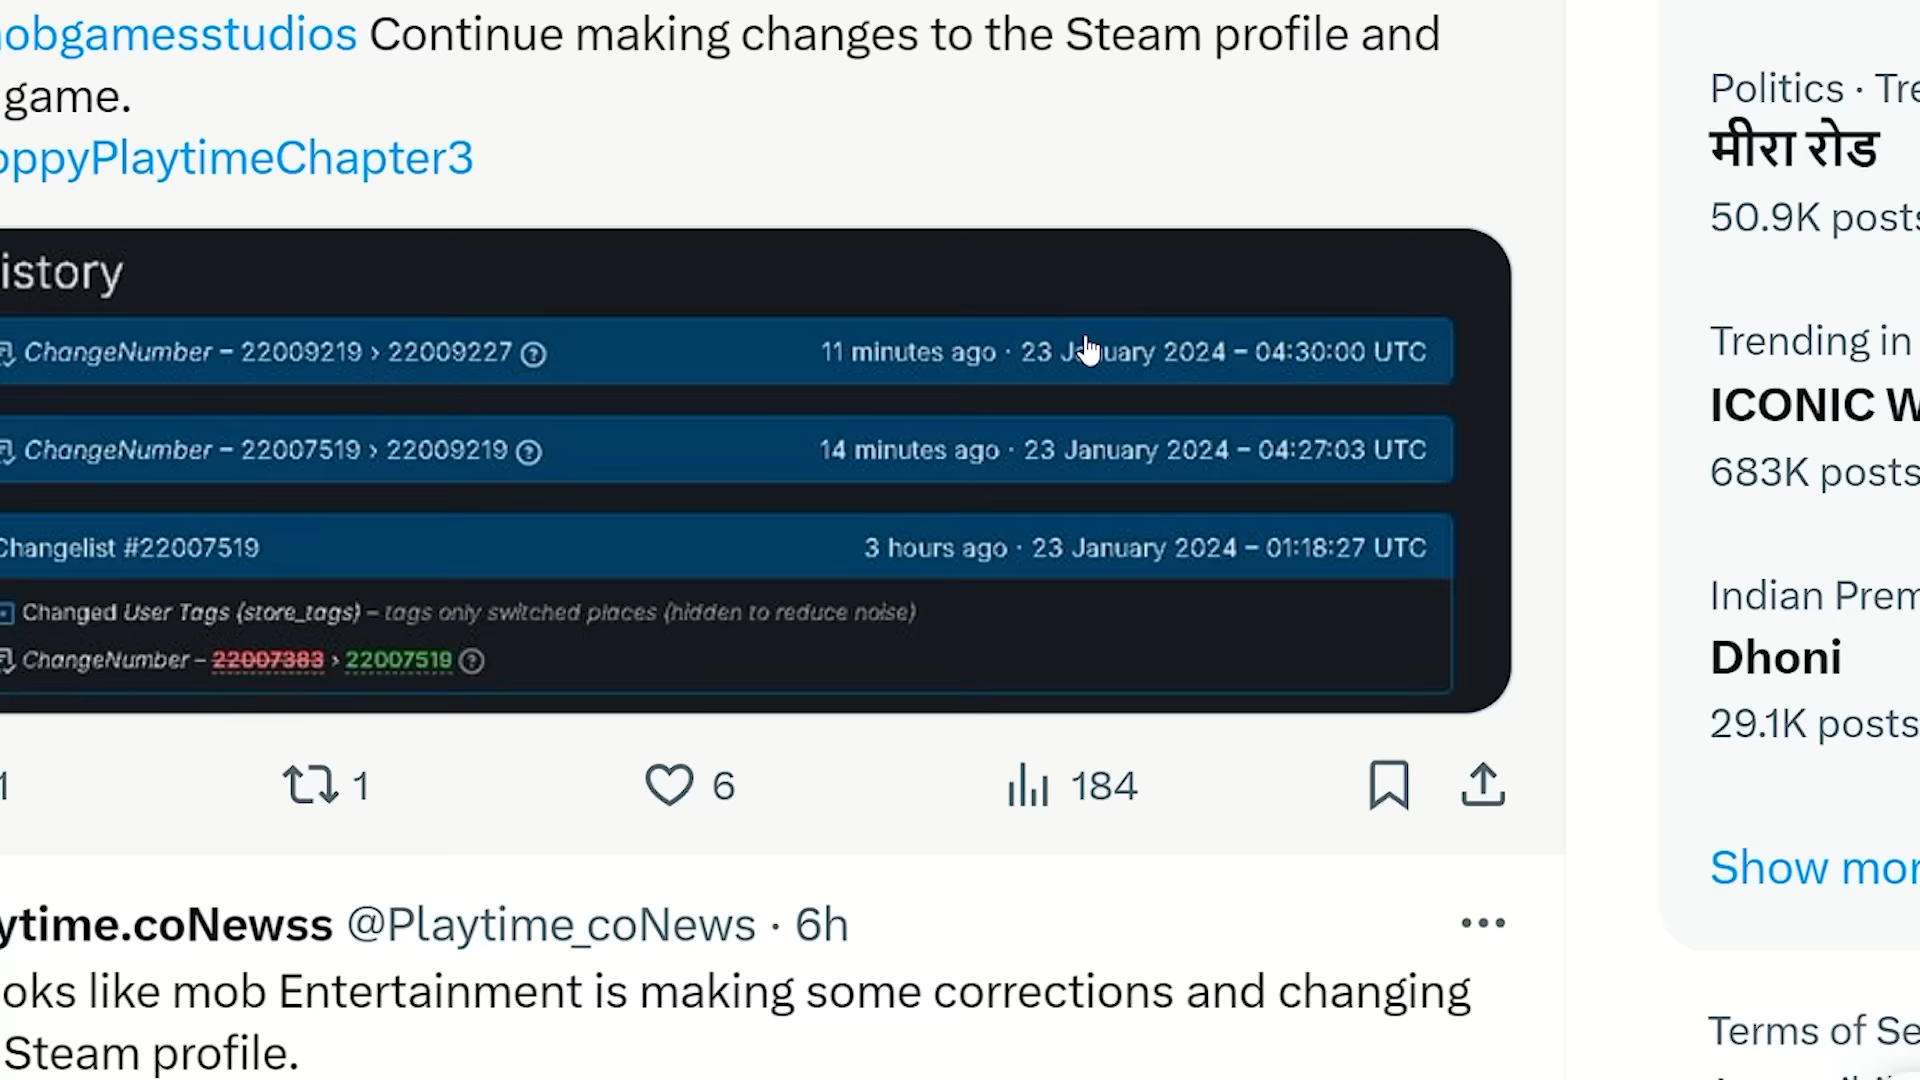 obgamesstudios Continue making changes to the Steam profile and
game.
oppyPlaytimeChapter3
istory
ChangeNumber – 22009219 › 22009227
11 minutes ago · 23 January 2024 – 04:30:00 UTC
ChangeNumber – 22007519 › 22009219
14 minutes ago · 23 January 2024 – 04:27:03 UTC
Changelist #22007519
3 hours ago · 23 January 2024 – 01:18:27 UTC
Changed User Tags (store_tags) – tags only switched places (hidden to reduce noise)
ChangeNumber – 22007383 › 22007519
1
1
6
184
ytime.coNewss @Playtime_coNews · 6h
oks like mob Entertainment is making some corrections and changing
Steam profile.
Politics · Tre
मीरा रोड
50.9K posts
Trending in
ICONIC W
683K posts
Indian Prem
Dhoni
29.1K posts
Show mor
Terms of Se